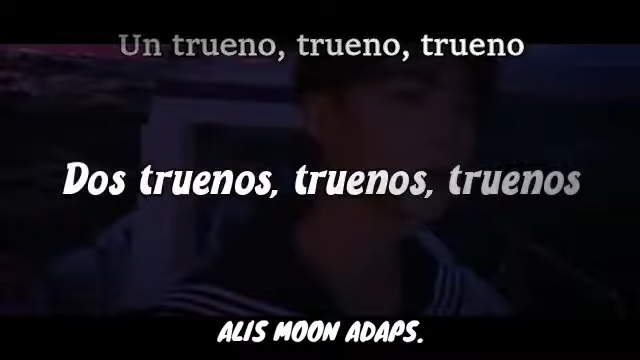 Un trueno, trueno, trueno
Dos truenos, truenos, truenos
ALIS MOON ADAPS.